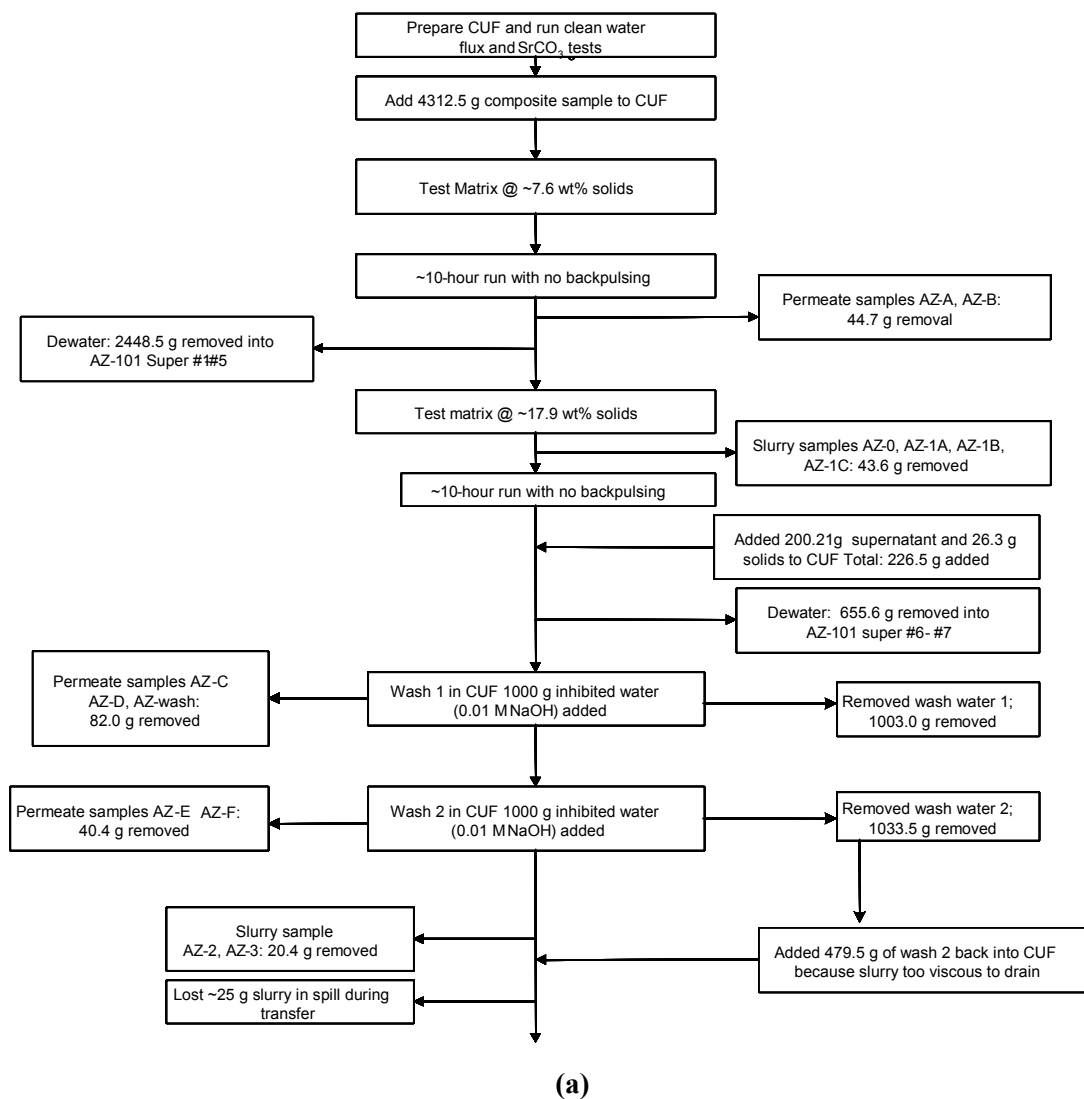 Prepare CUF and run clean water
flux and SrCO3 tests
Add 4312.5 g composite sample to CUF
Test Matrix @ ~7.6 wt% solids
~10-hour run with no backpulsing
Permeate samples AZ-A, AZ-B:
44.7 g removal
Dewater: 2448.5 g removed into
AZ-101 Super #1-#5
Test matrix @ ~17.9 wt% solids
Slurry samples AZ-0, AZ-1A, AZ-1B,
AZ-1C: 43.6 g removed
~10-hour run with no backpulsing
Added 200.21g supernatant and 26.3 g
solids to CUF Total: 226.5 g added
Dewater: 655.6 g removed into
AZ-101 super #6- #7
Permeate samples AZ-C
AZ-D, AZ-wash:
82.0 g removed
Wash 1 in CUF 1000 g inhibited water
(0.01 M NaOH) added
Removed wash water 1;
1003.0 g removed
Permeate samples AZ-E AZ-F:
40.4 g removed
Wash 2 in CUF 1000 g inhibited water
(0.01 M NaOH) added
Removed wash water 2;
1033.5 g removed
Slurry sample
AZ-2, AZ-3: 20.4 g removed
Added 479.5 g of wash 2 back into CUF
because slurry too viscous to drain
Lost ~25 g slurry in spill during
transfer
(a)